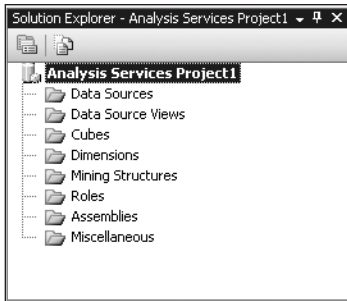 Solution Explorer - Analysis Services Project1
Analysis Services Project1
Data Sources
Data Source Views
Cubes
Dimensions
Mining Structures
Roles
Assemblies
Miscellaneous